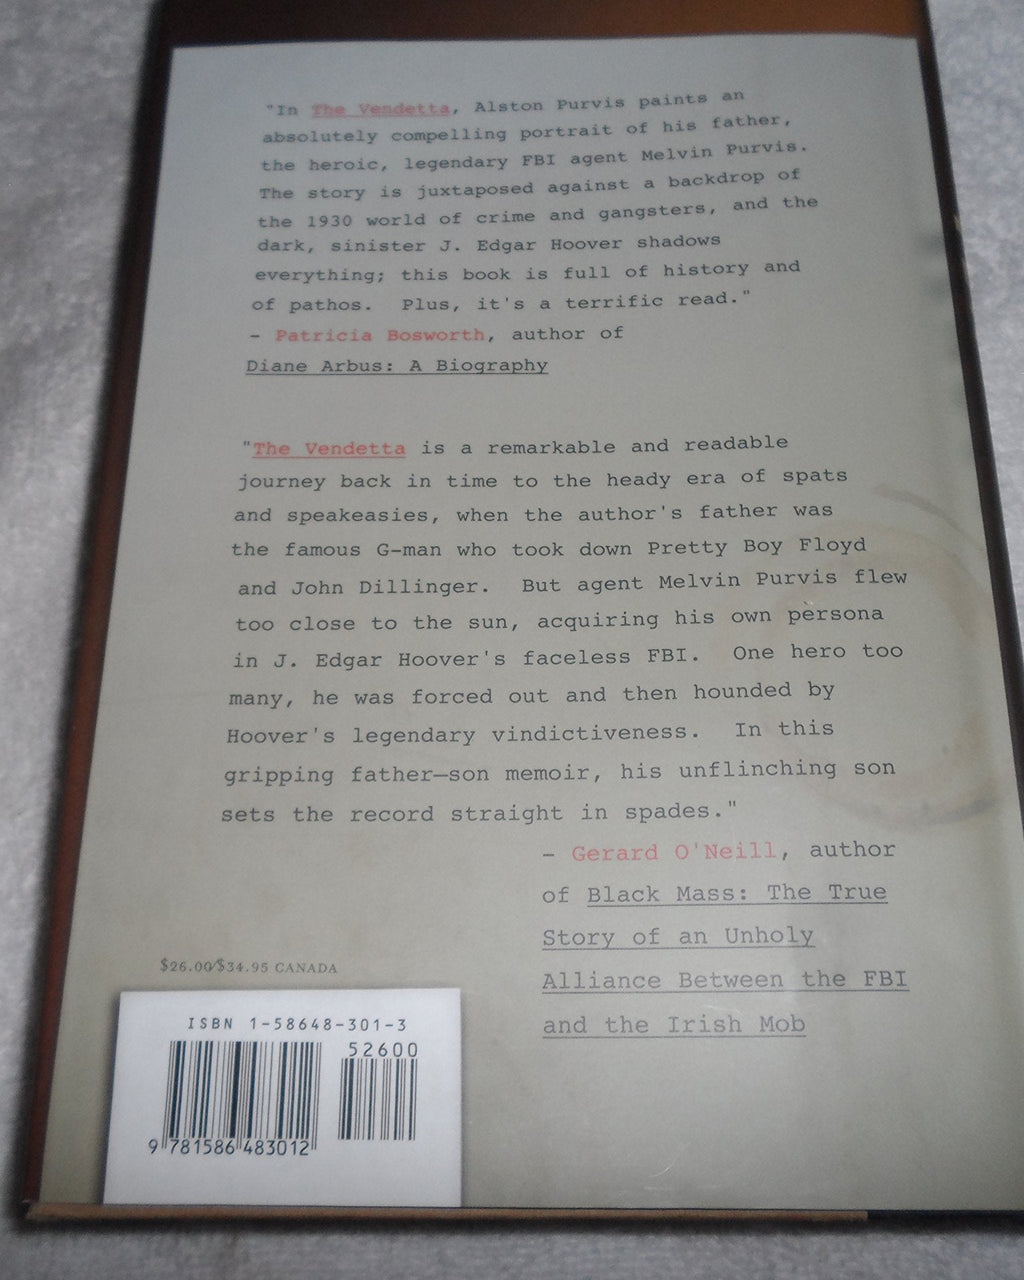 "In The Vendetta, Alston Purvis paints an
absolutely compelling portrait of his father,
the heroic, legendary FBI agent Melvin Purvis.
The story is juxtaposed against a backdrop of
the 1930 world of crime and gangsters, and the
dark, sinister J. Edgar Hoover shadows
everything; this book is full of history and
of pathos.  Plus, it's a terrific read."
– Patricia Bosworth, author of
Diane Arbus: A Biography
"The Vendetta is a remarkable and readable
journey back in time to the heady era of spats
and speakeasies, when the author's father was
the famous G-man who took down Pretty Boy Floyd
and John Dillinger.  But agent Melvin Purvis flew
too close to the sun, acquiring his own persona
in J. Edgar Hoover's faceless FBI.  One hero too
many, he was forced out and then hounded by
Hoover's legendary vindictiveness.  In this
gripping father—son memoir, his unflinching son
sets the record straight in spades."
– Gerard O'Neill, author
of Black Mass: The True
Story of an Unholy
Alliance Between the FBI
and the Irish Mob
$26.00/$34.95 CANADA
ISBN 1-58648-301-3
52600
9 781586 483012